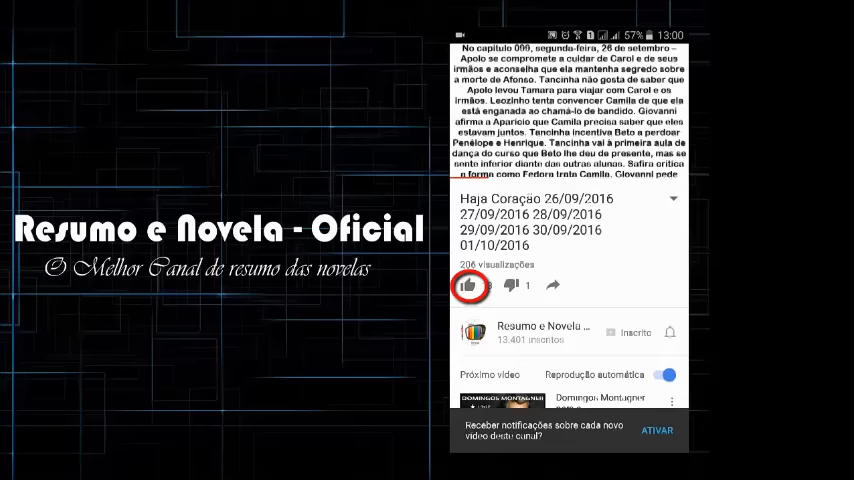 Resumo e Novela - Oficial
O Melhor Canal de resumo das novelas
57% 13:00
No capítulo 099, segunda-feira, 26 de setembro –
Apolo se compromete a cuidar de Carol e de seus
irmãos e aconselha que ela mantenha segredo sobre
a morte de Afonso. Tancinha não gosta de saber que
Apolo levou Tamara para viajar com Carol e os
irmãos. Leozinho tenta convencer Camila de que ela
está enganada ao chamá-lo de bandido. Giovanni
afirma a Aparício que Camila precisa saber que eles
estavam juntos. Tancinha incentiva Beto a perdoar
Penélope e Henrique. Tancinha vai à primeira aula de
dança do curso que Beto lhe deu de presente, mas se
sente inferior diante das outras alunas. Safira critica
a forma como Fedora trata Camila. Giovanni pede
Haja Coração 26/09/2016
27/09/2016 28/09/2016
29/09/2016 30/09/2016
01/10/2016
206 visualizações
1
Resumo e Novela ...
Inscrito
13.401 inscritos
Próximo vídeo
Reprodução automática
DOMINGOS MONTAGNER
Domingos Montagner
Receber notificações sobre cada novo
vídeo deste canal?
ATIVAR